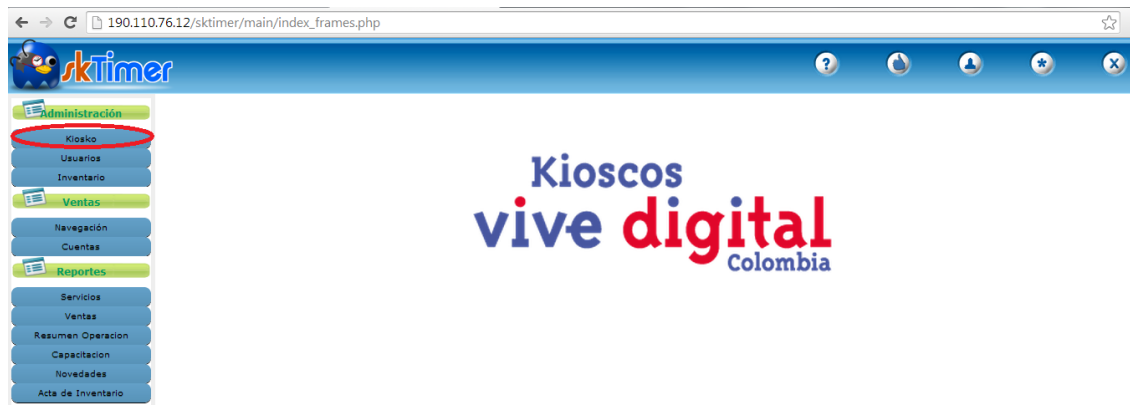 190.110.76.12/sktimer/main/index_frames.php
skTimer
Administración
Kiosko
Usuarios
Inventario
Ventas
Navegación
Cuentas
Reportes
Servicios
Ventas
Resumen Operacion
Capacitacion
Novedades
Acta de Inventario
Kioscos
vive digital
Colombia